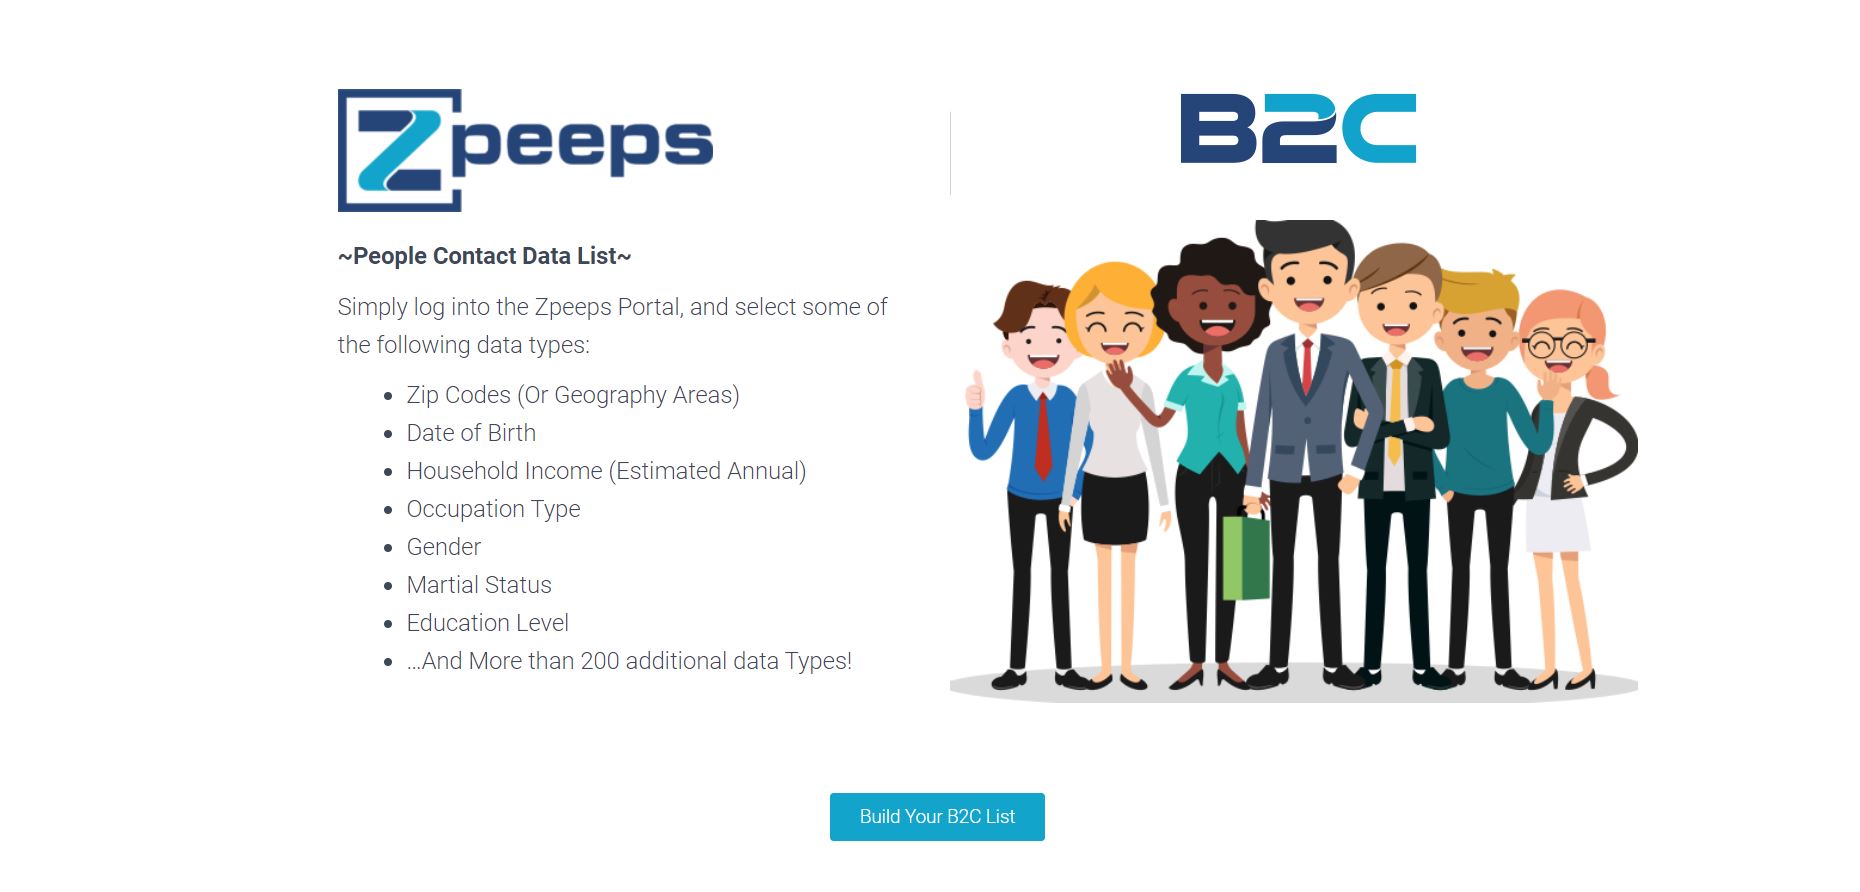 Zpeeps
B2C
~People Contact Data List~
Simply log into the Zpeeps Portal, and select some of
the following data types:
• Zip Codes (Or Geography Areas)
• Date of Birth
• Household Income (Estimated Annual)
• Occupation Type
• Gender
• Martial Status
• Education Level
• ...And More than 200 additional data Types!
Build Your B2C List